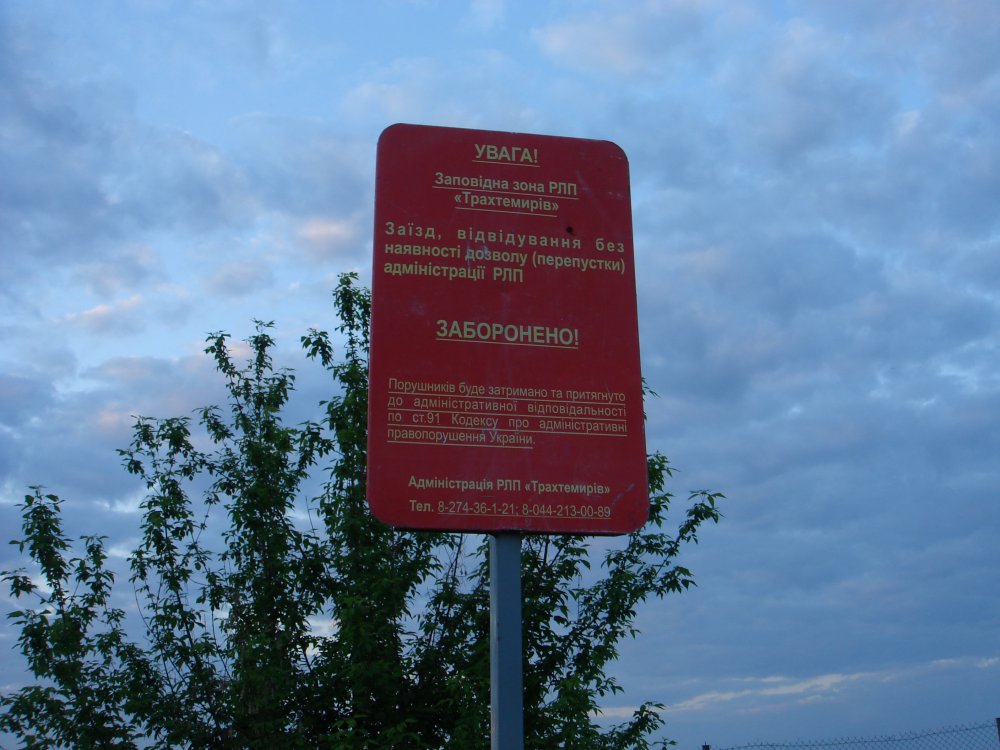 УВАГА!
Заповідна зона РЛП
«Трахтемирів»
Заїзд, відвідування без
наявності дозволу (перепустки)
адміністрації РЛП
ЗАБОРОНЕНО!
Порушників буде затримано та притягнуто
до адміністративної відповідальності
по ст.91 Кодексу про адміністративні
правопорушення України.
Адміністрація РЛП «Трахтемирів»
Тел. 8-274-36-1-21; 8-044-213-00-89